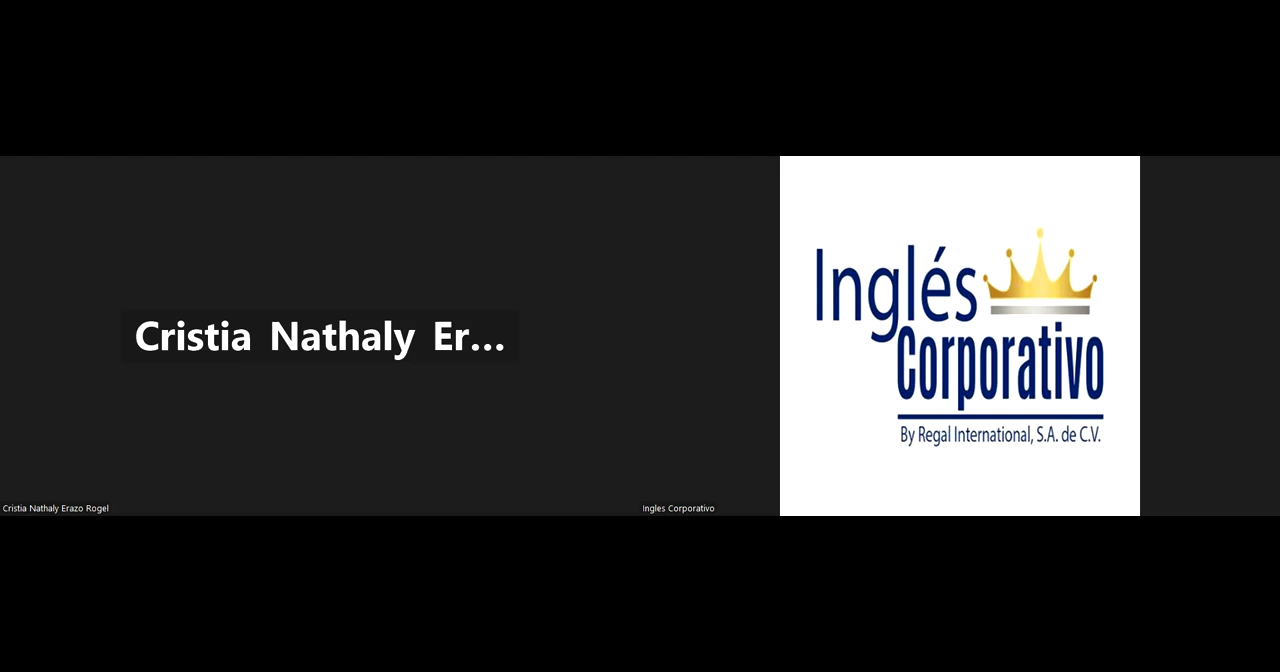 Cristia Nathaly Er...
Inglés
Corporativo
By Regal International, S.A. de C.V.
Cristia Nathaly Erazo Rogel
Ingles Corporativo